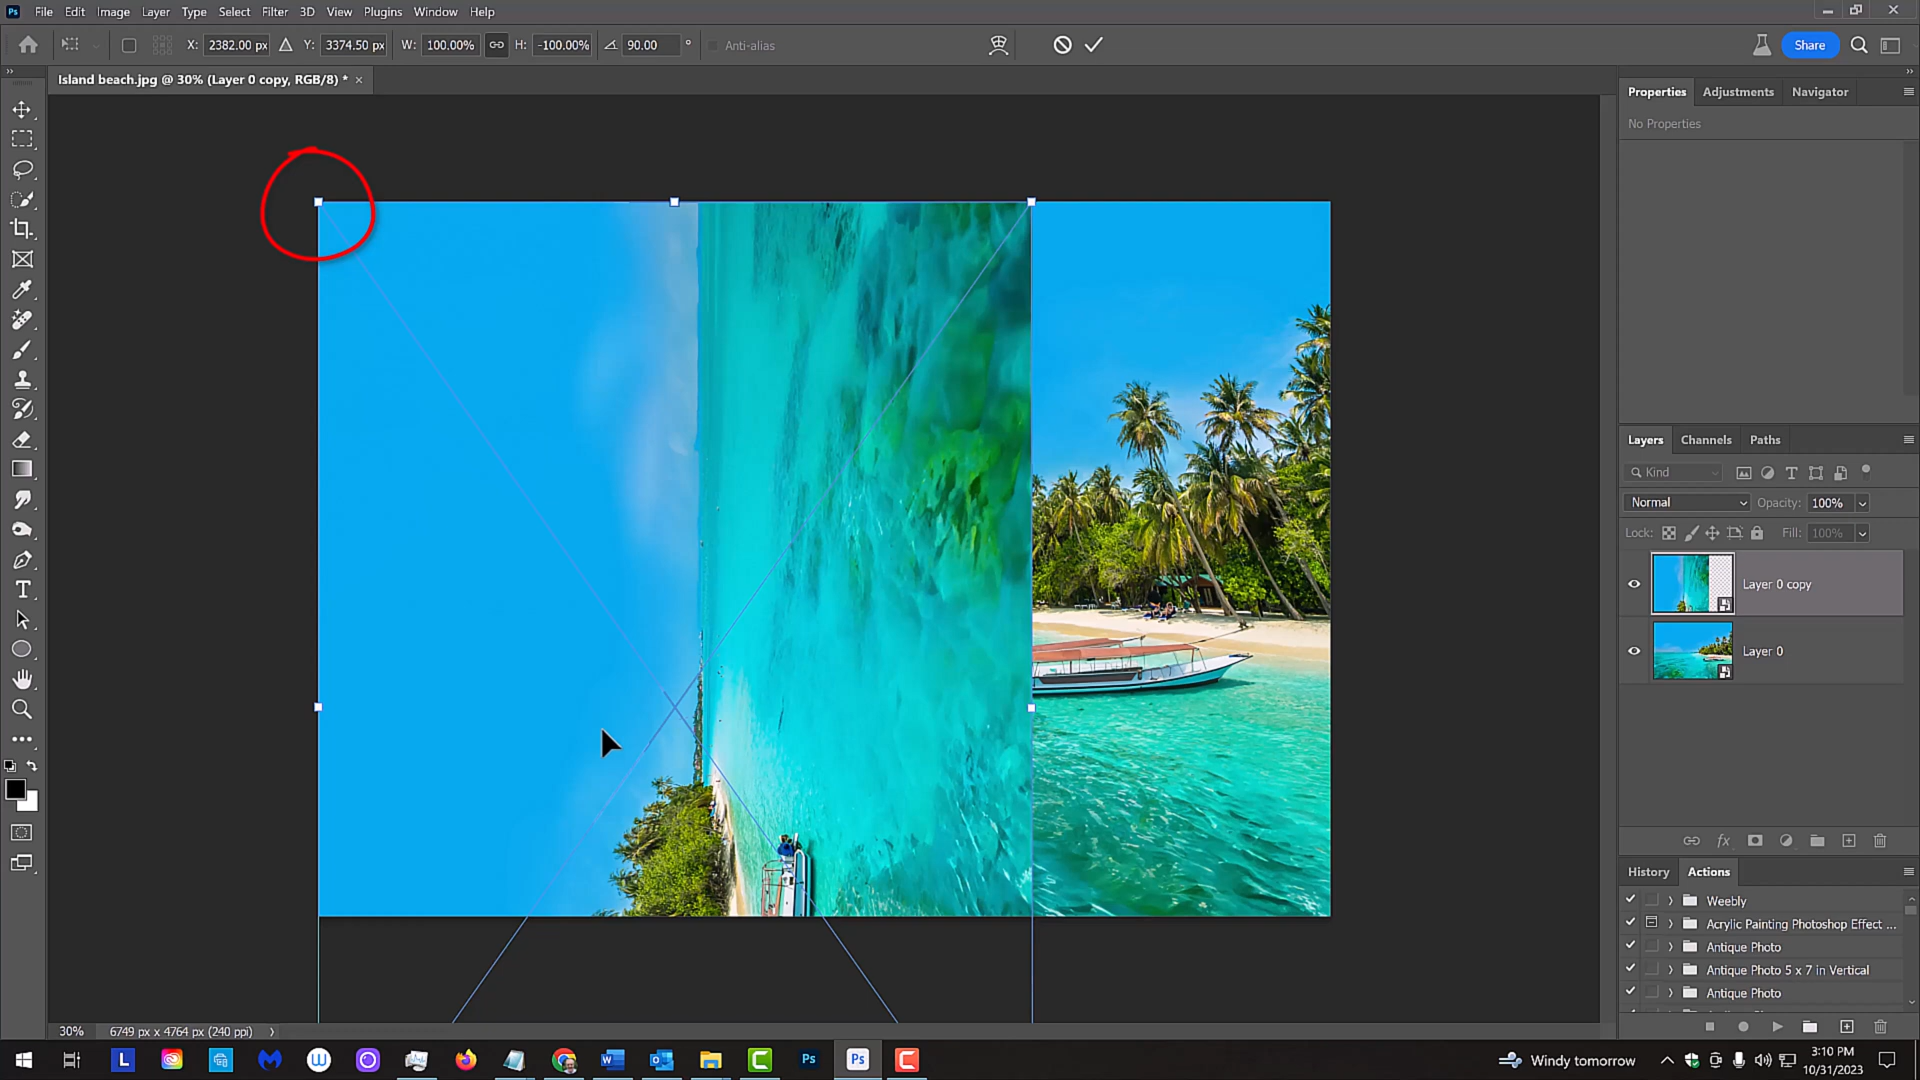 Ps File Edit Image Layer Type Select Filter 3D View Plugins Window Help
X: 2382.00 px Y: 3374.50 px W: 100.00% H: -100.00% 90.00 ° Anti-alias Share
Island beach.jpg @ 30% (Layer 0 copy, RGB/8) * ×
Properties Adjustments Navigator
No Properties
Layers Channels Paths
Kind
Normal Opacity: 100%
Lock: Fill: 100%
Layer 0 copy
Layer 0
History Actions
Weebly
Acrylic Painting Photoshop Effect ...
Antique Photo
Antique Photo 5 x 7 in Vertical
Antique Photo
30% 6749 px x 4764 px (240 ppi)
Windy tomorrow
3:10 PM
10/31/2023